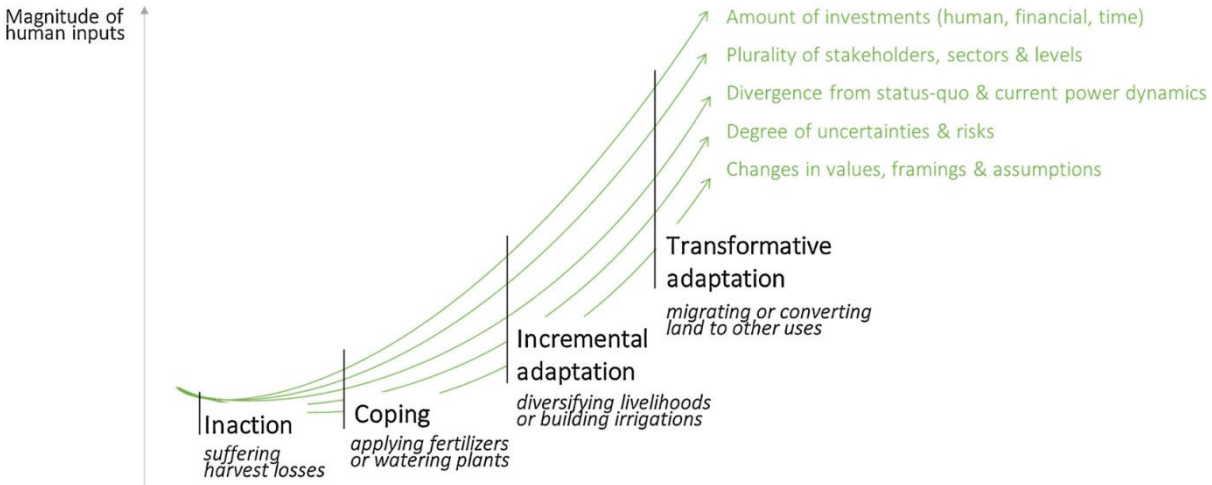 Magnitude of
human inputs
Amount of investments (human, financial, time)
Plurality of stakeholders, sectors & levels
Divergence from status-quo & current power dynamics
Degree of uncertainties & risks
Changes in values, framings & assumptions
Transformative
adaptation
migrating or converting
land to other uses
Incremental
adaptation
diversifying livelihoods
or building irrigations
Coping
applying fertilizers
or watering plants
Inaction
suffering
harvest losses